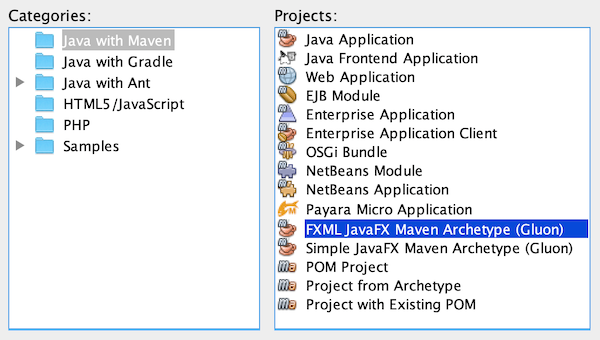 Categories:
Java with Maven
Java with Gradle
Java with Ant
HTML5/JavaScript
PHP
Samples
Projects:
Java Application
Java Frontend Application
Web Application
EJB Module
Enterprise Application
Enterprise Application Client
OSGi Bundle
NetBeans Module
NetBeans Application
Payara Micro Application
FXML JavaFX Maven Archetype (Gluon)
Simple JavaFX Maven Archetype (Gluon)
POM Project
Project from Archetype
Project with Existing POM